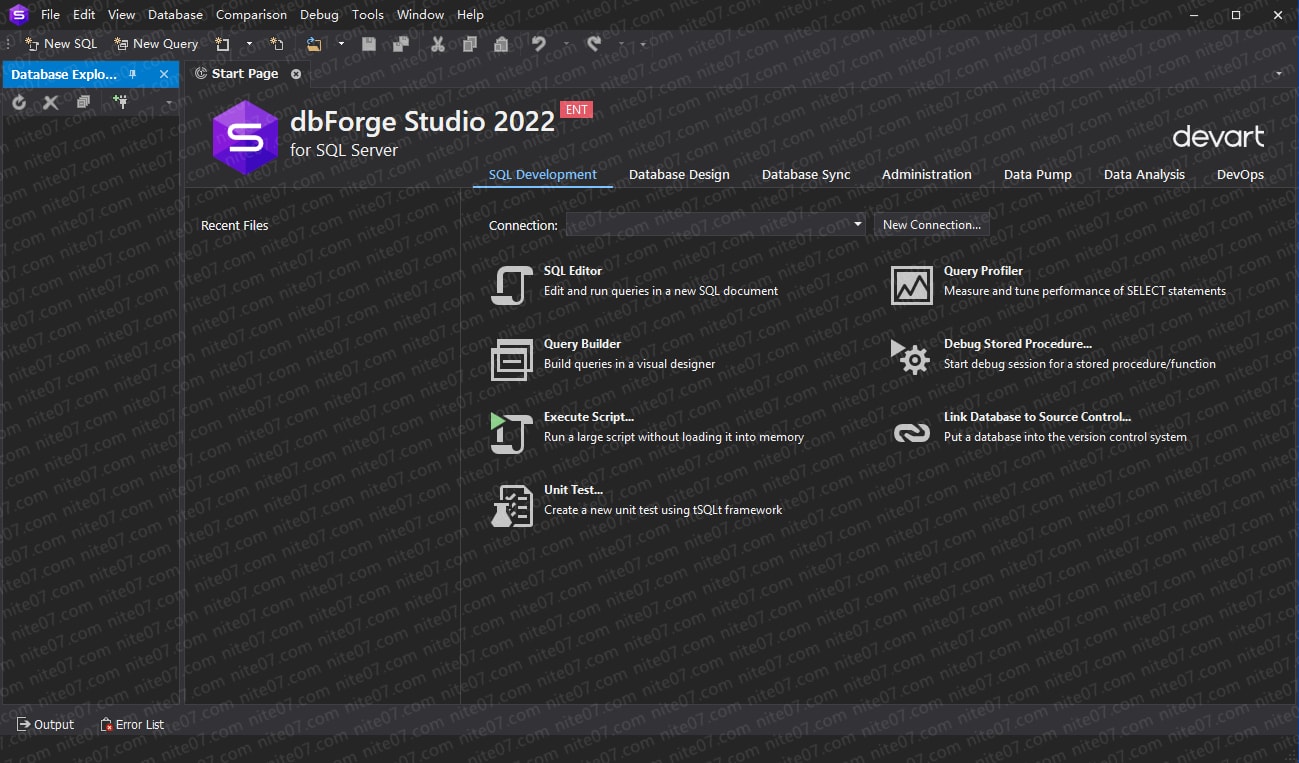 File Edit View Database Comparison Debug Tools Window Help
New SQL New Query
Database Explo...
Start Page
dbForge Studio 2022 ENT
for SQL Server
devart
SQL Development Database Design Database Sync Administration Data Pump Data Analysis DevOps
Recent Files
Connection: New Connection...
SQL Editor
Edit and run queries in a new SQL document
Query Profiler
Measure and tune performance of SELECT statements
Query Builder
Build queries in a visual designer
Debug Stored Procedure...
Start debug session for a stored procedure/function
Execute Script...
Run a large script without loading it into memory
Link Database to Source Control...
Put a database into the version control system
Unit Test...
Create a new unit test using tSQLt framework
Output Error List
nite07.com